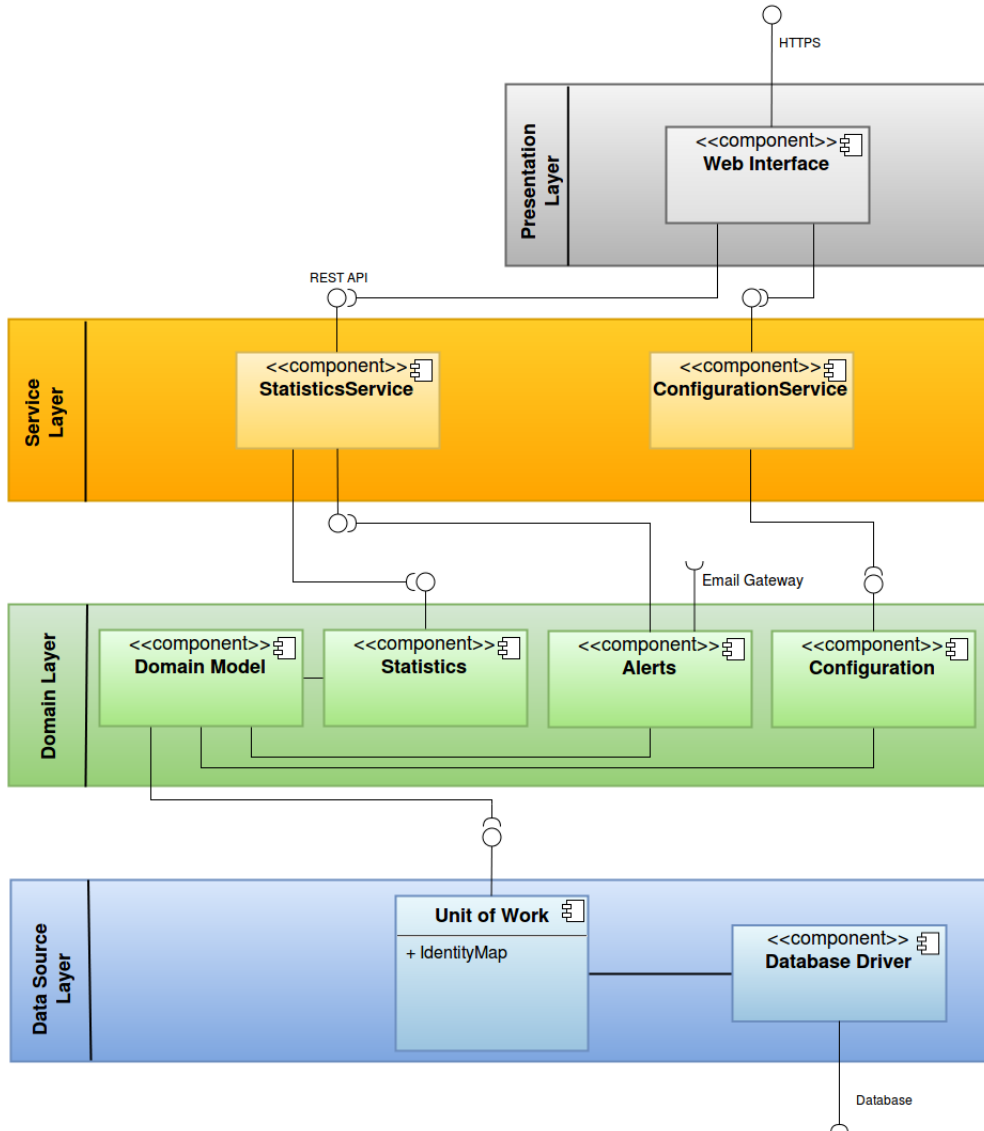 HTTPS
Presentation
Layer
<<component>>
Web Interface
REST API
Service
Layer
<<component>>
StatisticsService
<<component>>
ConfigurationService
Email Gateway
Domain Layer
<<component>>
Domain Model
<<component>>
Statistics
<<component>>
Alerts
<<component>>
Configuration
Data Source
Layer
Unit of Work
+ IdentityMap
<<component>>
Database Driver
Database